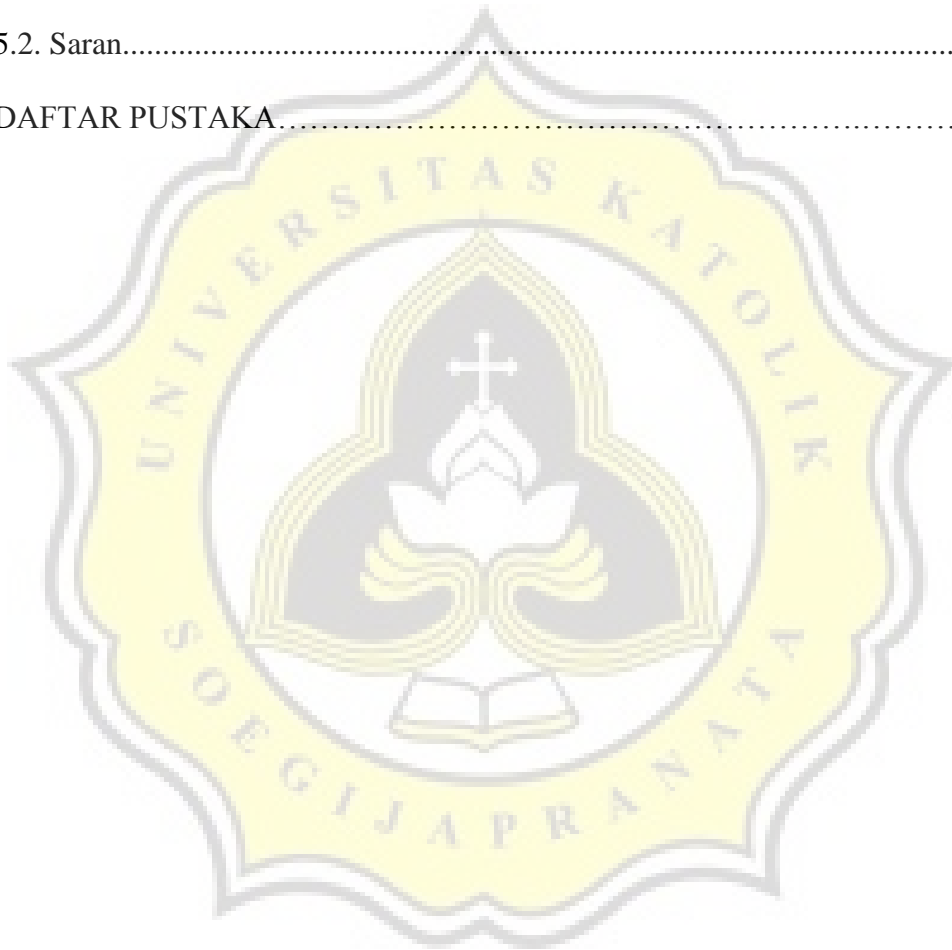 5.2. Saran..........................................................................................................
DAFTAR PUSTAKA……………………………………………………………………
UNIVERSITAS KATOLIK
SOEGIJAPRANATA